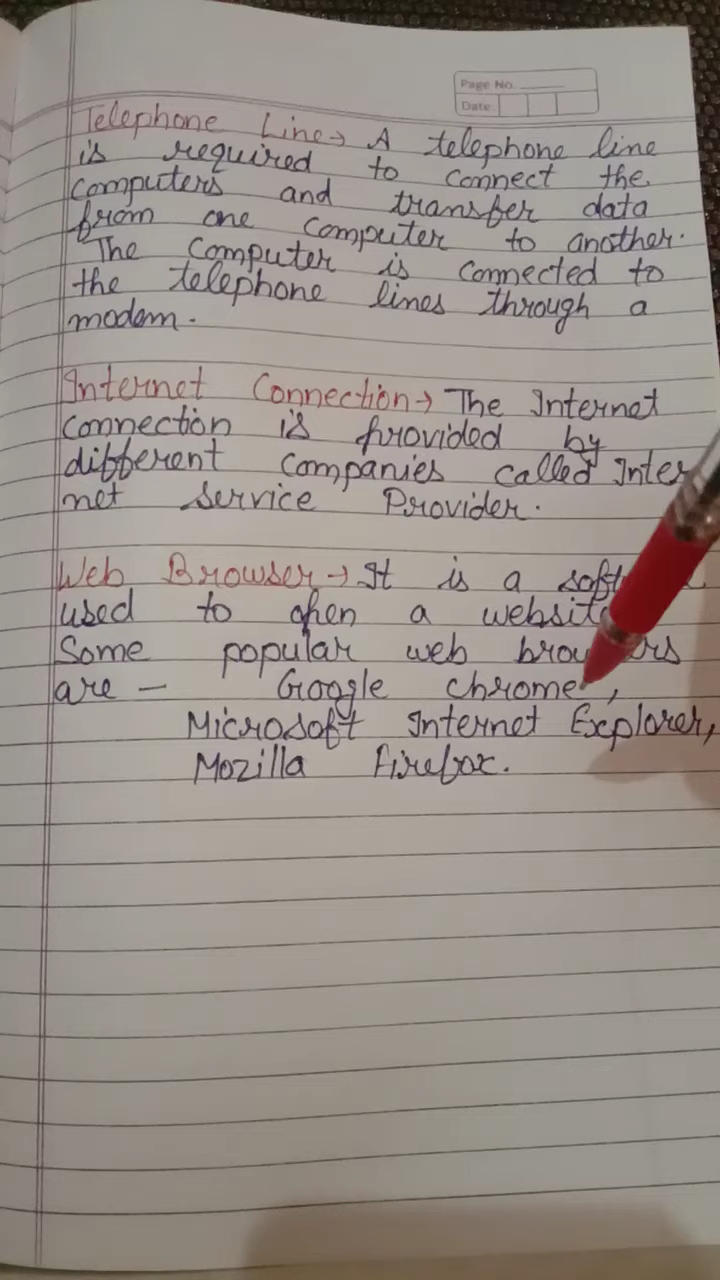 Page No.
Date
Telephone Line → A telephone line
is required to connect the
computers and transfer data
from one computer to another.
The computer is connected to
the telephone lines through a
modem.
Internet Connection → The Internet
connection is provided by
different companies called Inter
net Service Provider.
Web Browser → It is a
used to open a
Some popular web
are — Google Chrome,
Microsoft Internet Explorer,
Mozilla Firefox.